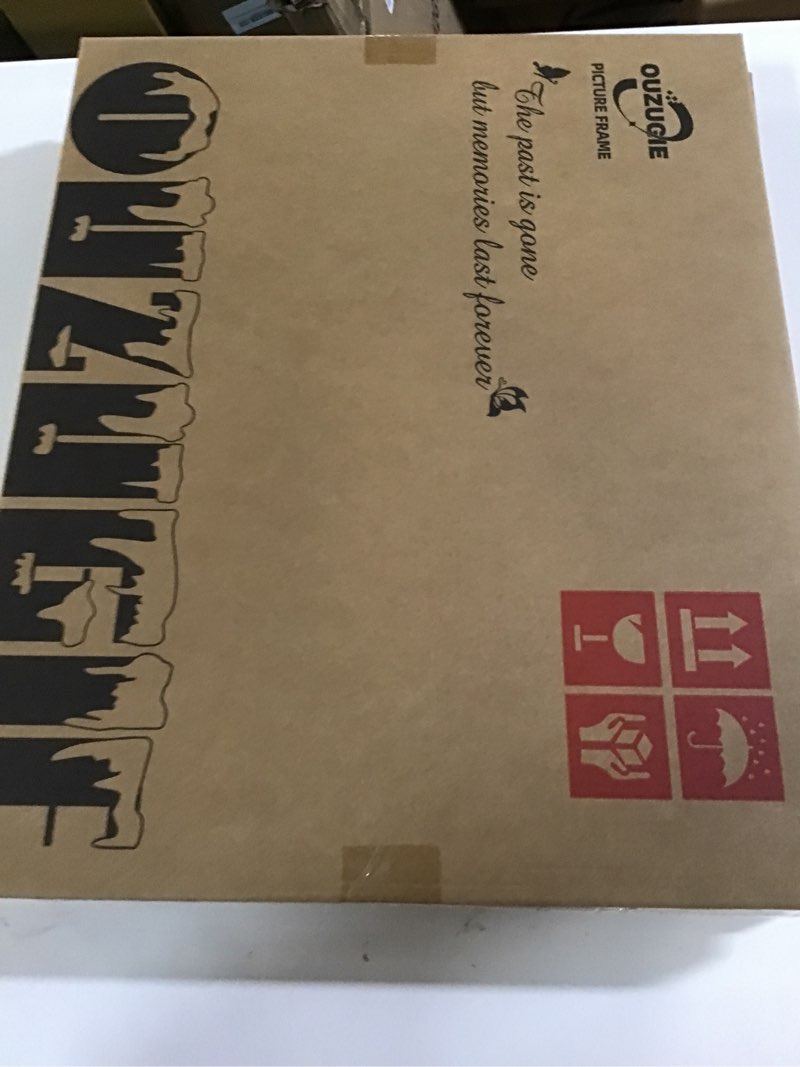 OUZUGIE
PICTURE FRAME
The past is gone
but memories last forever
OUZUGIE